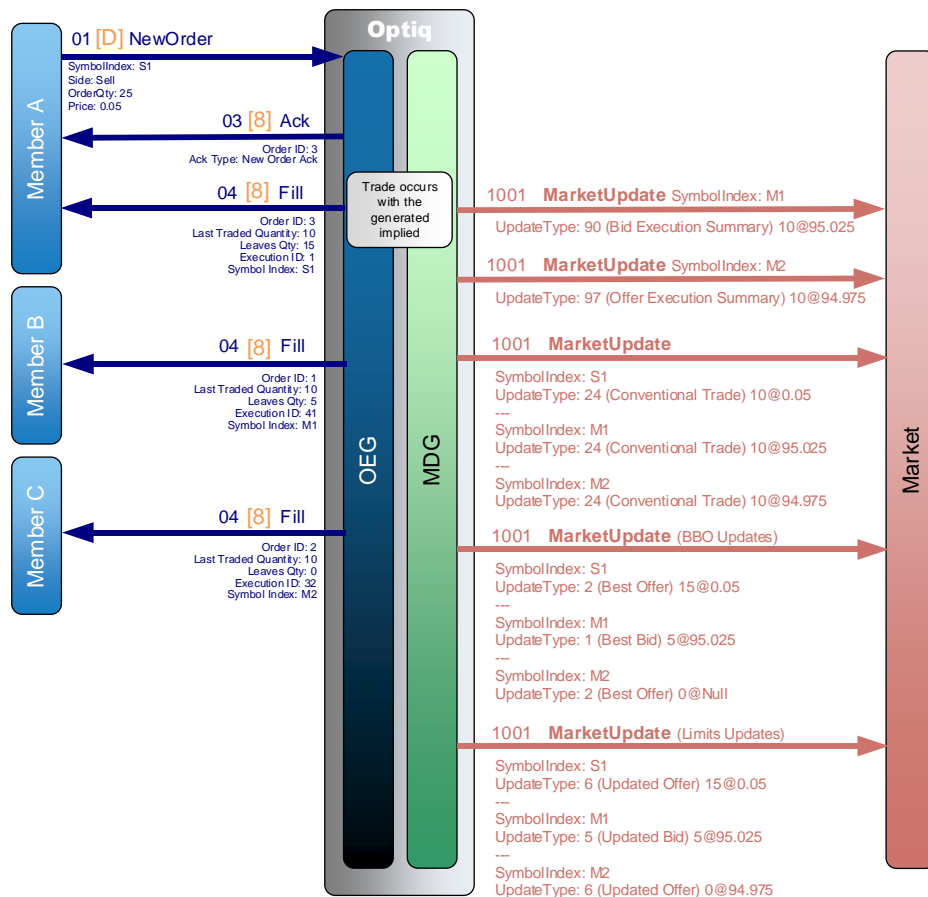 Optiq
Member A
01 [D] NewOrder
SymbolIndex: S1
Side: Sell
OrderQty: 25
Price: 0.05
03 [8] Ack
Order ID: 3
Ack Type: New Order Ack
04 [8] Fill
Order ID: 3
Last Traded Quantity: 10
Leaves Qty: 15
Execution ID: 1
Symbol Index: S1
Member B
04 [8] Fill
Order ID: 1
Last Traded Quantity: 10
Leaves Qty: 5
Execution ID: 41
Symbol Index: M1
Member C
04 [8] Fill
Order ID: 2
Last Traded Quantity: 10
Leaves Qty: 0
Execution ID: 32
Symbol Index: M2
OEG
MDG
Trade occurs
with the
generated
implied
1001 MarketUpdate SymbolIndex: M1
UpdateType: 90 (Bid Execution Summary) 10@95.025
1001 MarketUpdate SymbolIndex: M2
UpdateType: 97 (Offer Execution Summary) 10@94.975
1001 MarketUpdate
SymbolIndex: S1
UpdateType: 24 (Conventional Trade) 10@0.05
---
SymbolIndex: M1
UpdateType: 24 (Conventional Trade) 10@95.025
---
SymbolIndex: M2
UpdateType: 24 (Conventional Trade) 10@94.975
1001 MarketUpdate (BBO Updates)
SymbolIndex: S1
UpdateType: 2 (Best Offer) 15@0.05
---
SymbolIndex: M1
UpdateType: 1 (Best Bid) 5@95.025
---
SymbolIndex: M2
UpdateType: 2 (Best Offer) 0@Null
1001 MarketUpdate (Limits Updates)
SymbolIndex: S1
UpdateType: 6 (Updated Offer) 15@0.05
---
SymbolIndex: M1
UpdateType: 5 (Updated Bid) 5@95.025
---
SymbolIndex: M2
UpdateType: 6 (Updated Offer) 0@94.975
Market